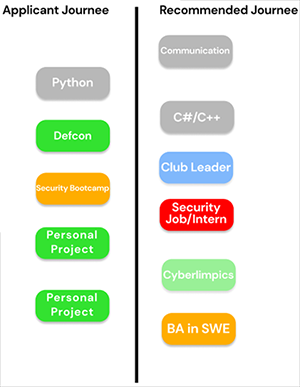 Applicant Journee
Python
Defcon
Security Bootcamp
Personal
Project
Personal
Project
Recommended Journee
Communication
C#/C++
Club Leader
Security
Job/Intern
Cyberlimpics
BA in SWE